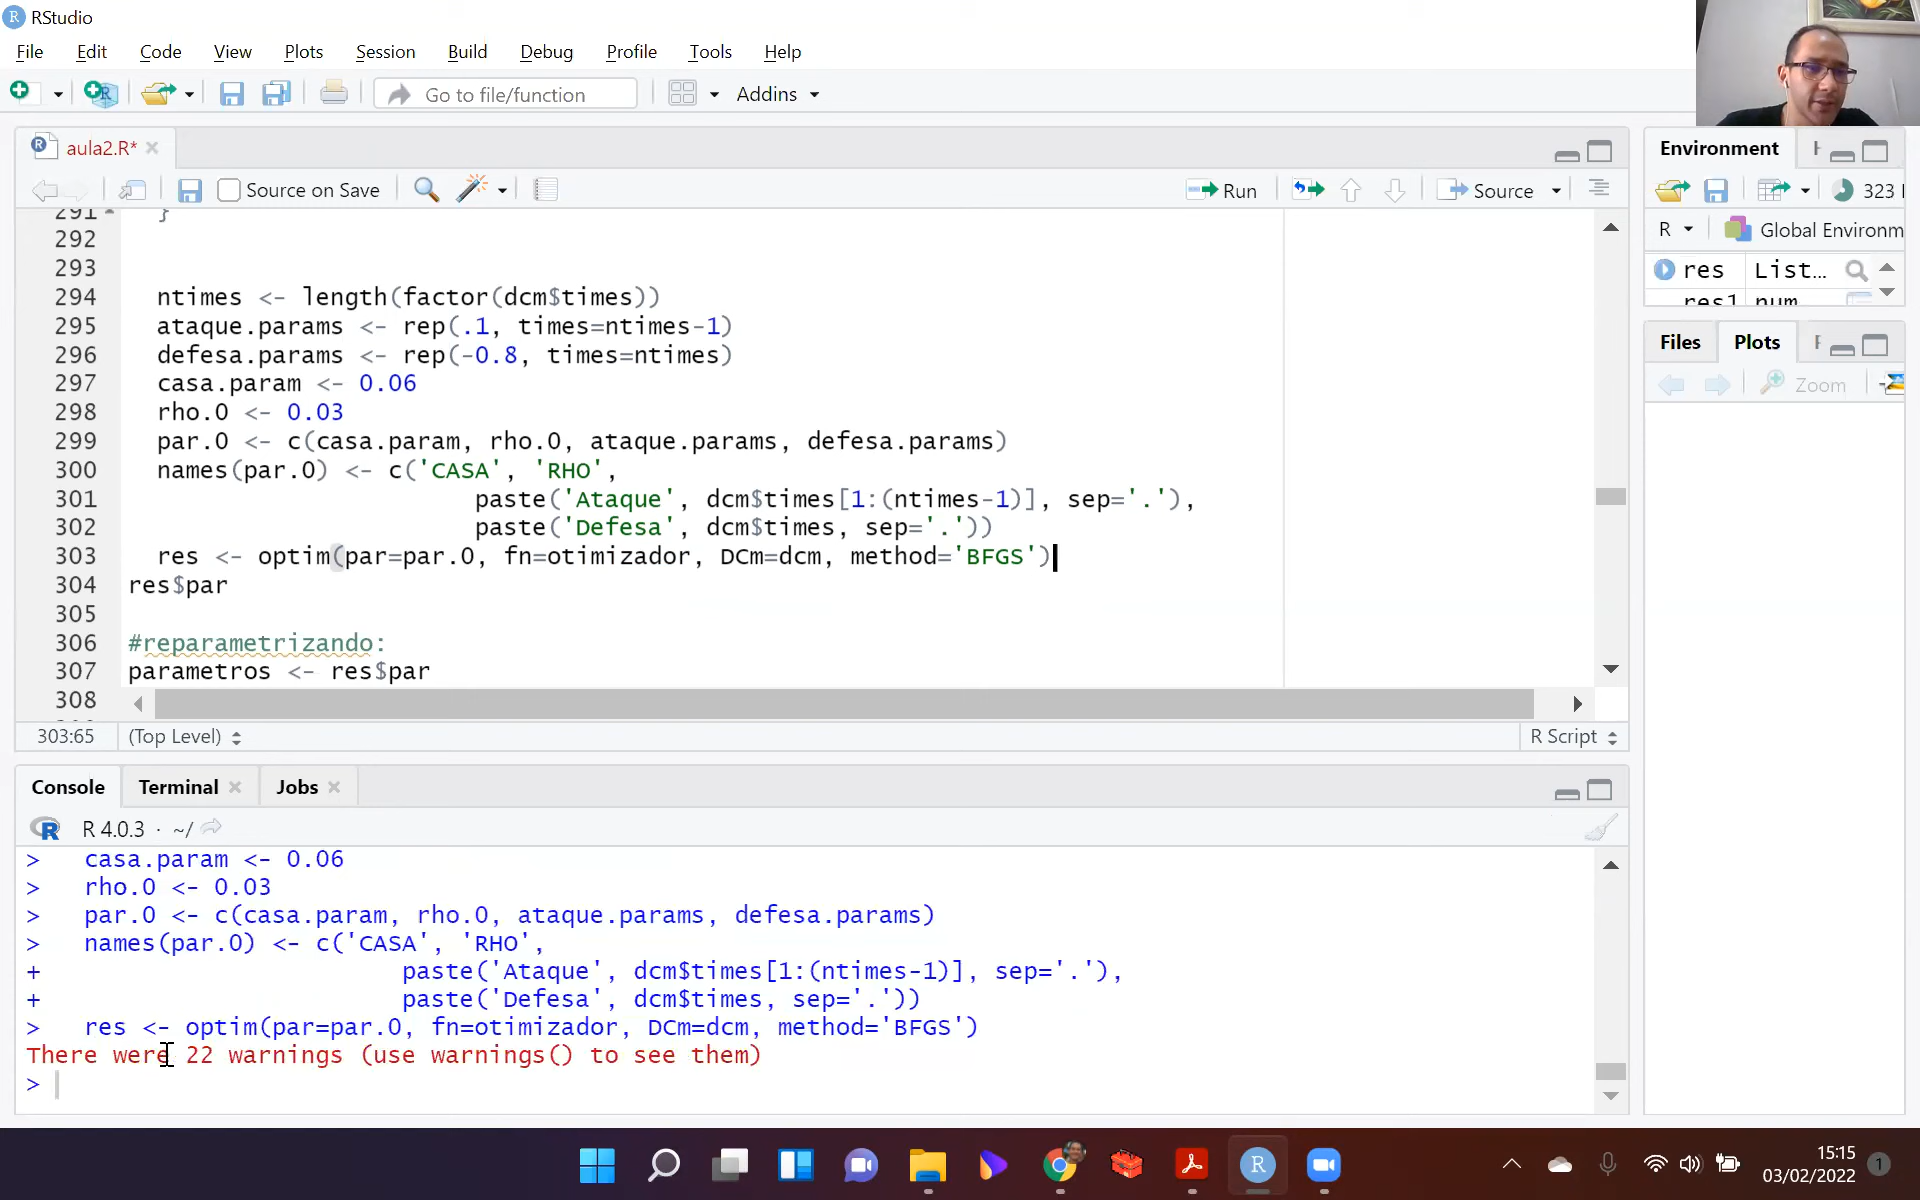 RStudio
File Edit Code View Plots Session Build Debug Profile Tools Help
Go to file/function Addins
aula2.R*
Source on Save Run Source
291 }
292
293
294 ntimes <- length(factor(dcm$times))
295 ataque.params <- rep(.1, times=ntimes-1)
296 defesa.params <- rep(-0.8, times=ntimes)
297 casa.param <- 0.06
298 rho.0 <- 0.03
299 par.0 <- c(casa.param, rho.0, ataque.params, defesa.params)
300 names(par.0) <- c('CASA', 'RHO',
301 paste('Ataque', dcm$times[1:(ntimes-1)], sep='.'),
302 paste('Defesa', dcm$times, sep='.'))
303 res <- optim(par=par.0, fn=otimizador, DCm=dcm, method='BFGS')
304 res$par
305
306 #reparametrizando:
307 parametros <- res$par
308
303:65 (Top Level) R Script
Console Terminal Jobs
R 4.0.3 · ~/
> casa.param <- 0.06
> rho.0 <- 0.03
> par.0 <- c(casa.param, rho.0, ataque.params, defesa.params)
> names(par.0) <- c('CASA', 'RHO',
+ paste('Ataque', dcm$times[1:(ntimes-1)], sep='.'),
+ paste('Defesa', dcm$times, sep='.'))
> res <- optim(par=par.0, fn=otimizador, DCm=dcm, method='BFGS')
There were 22 warnings (use warnings() to see them)
>
Environment
323
R Global Environm
res List...
res1 num
Files Plots
Zoom
15:15
03/02/2022
1